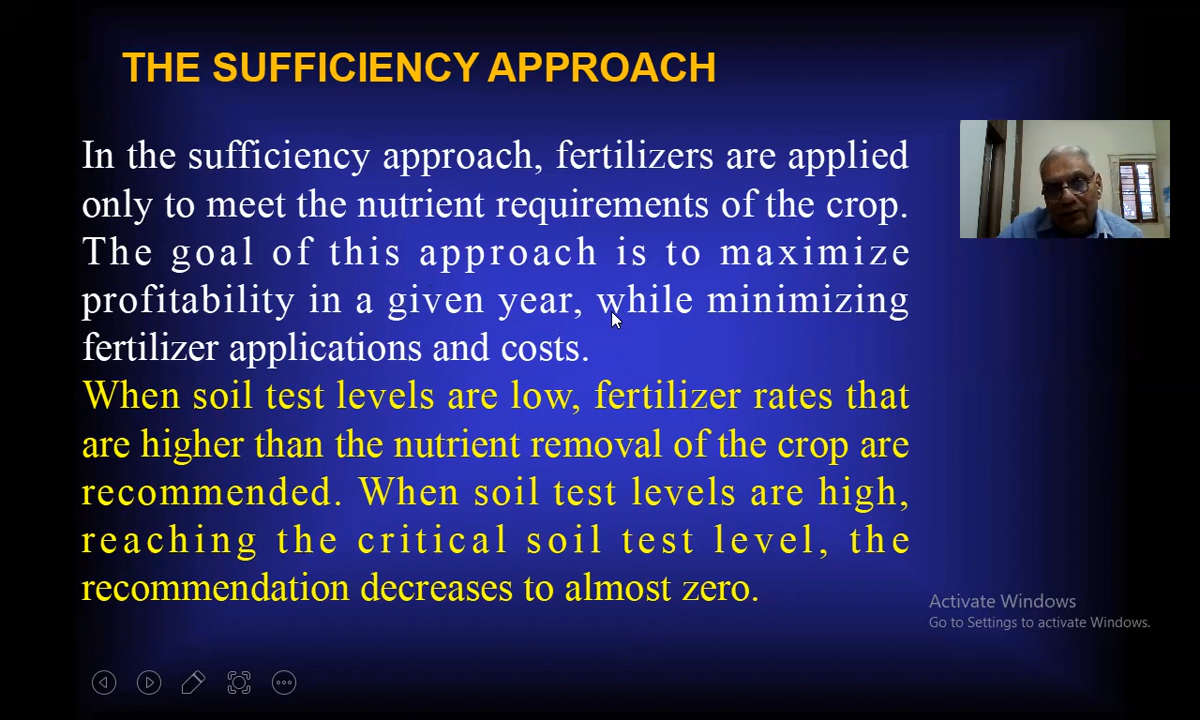 THE SUFFICIENCY APPROACH
In the sufficiency approach, fertilizers are applied
only to meet the nutrient requirements of the crop.
The goal of this approach is to maximize
profitability in a given year, while minimizing
fertilizer applications and costs.
When soil test levels are low, fertilizer rates that
are higher than the nutrient removal of the crop are
recommended. When soil test levels are high,
reaching the critical soil test level, the
recommendation decreases to almost zero.
Activate Windows
Go to Settings to activate Windows.